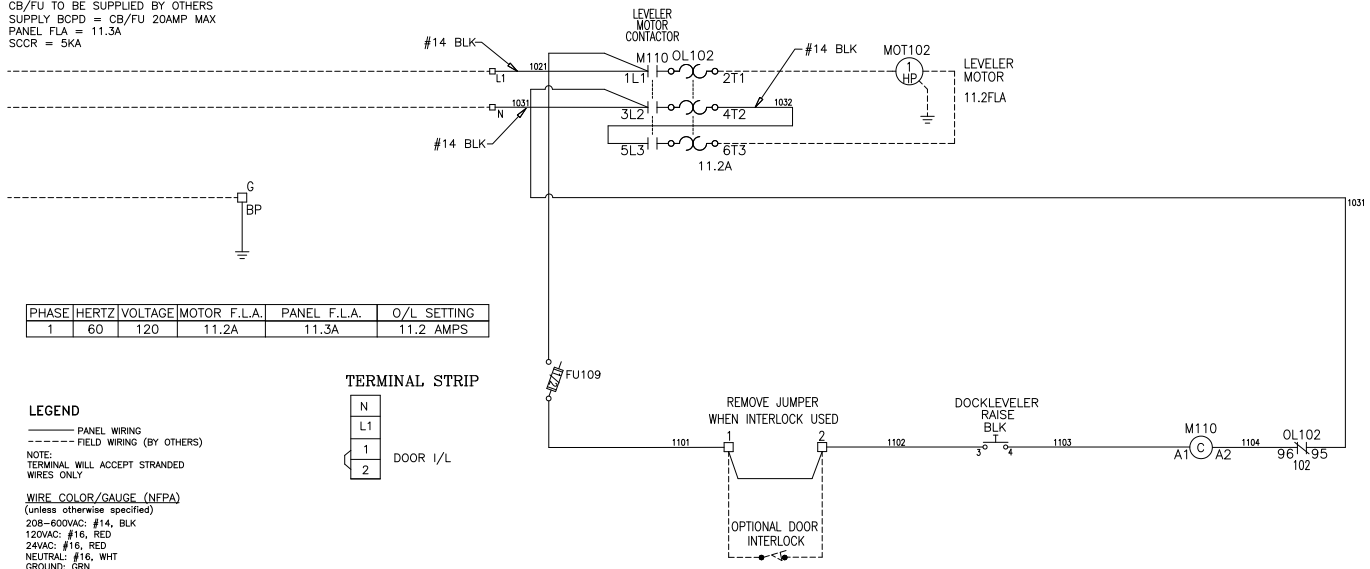 CB/FU TO BE SUPPLIED BY OTHERS
SUPPLY BCPD = CB/FU 20AMP MAX
PANEL FLA = 11.3A
SCCR = 5KA
LEVELER
MOTOR
CONTACTOR
#14 BLK
M110 OL102
#14 BLK
MOT102
L1
1021
1L1
2T1
1
HP
LEVELER
MOTOR
11.2FLA
N
1031
3L2
4T2
1032
#14 BLK
5L3
6T3
11.2A
G
BP
1031
PHASE HERTZ VOLTAGE MOTOR F.L.A. PANEL F.L.A. O/L SETTING
1 60 120 11.2A 11.3A 11.2 AMPS
FU109
TERMINAL STRIP
N
L1
1
2
DOOR I/L
LEGEND
PANEL WIRING
FIELD WIRING (BY OTHERS)
NOTE:
TERMINAL WILL ACCEPT STRANDED
WIRES ONLY
WIRE COLOR/GAUGE (NFPA)
(unless otherwise specified)
208-600VAC: #14, BLK
120VAC: #16, RED
24VAC: #16, RED
NEUTRAL: #16, WHT
GROUND: GRN
REMOVE JUMPER
WHEN INTERLOCK USED
1 2
DOCKLEVELER
RAISE
BLK
1101
1102
3 4
1103
M110
A1 C A2
1104
OL102
96 95
102
OPTIONAL DOOR
INTERLOCK